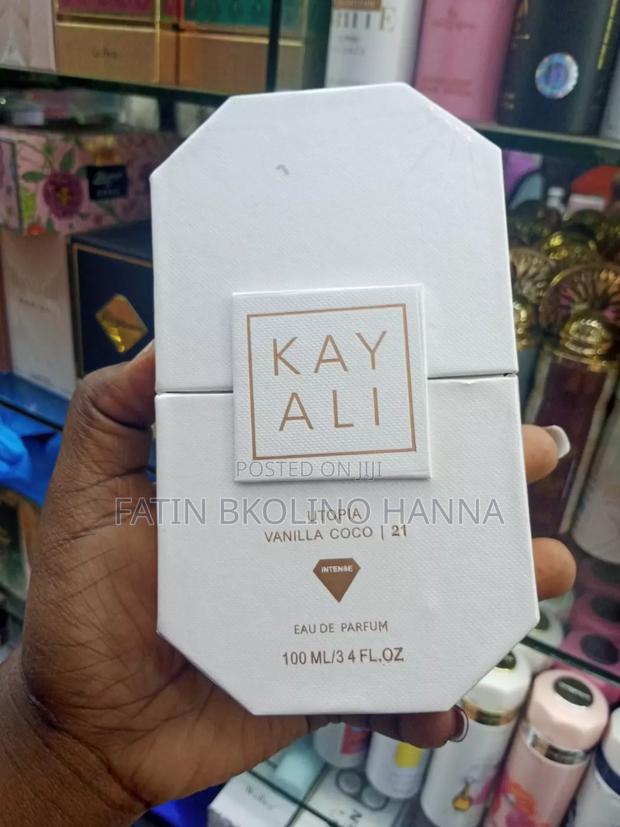 KAY
ALI
POSTED ON JIJI
FATIN BKOLINO HANNA
UTOPIA
VANILLA COCO | 21
INTENSE
EAU DE PARFUM
100 ML/3 4 FL.OZ